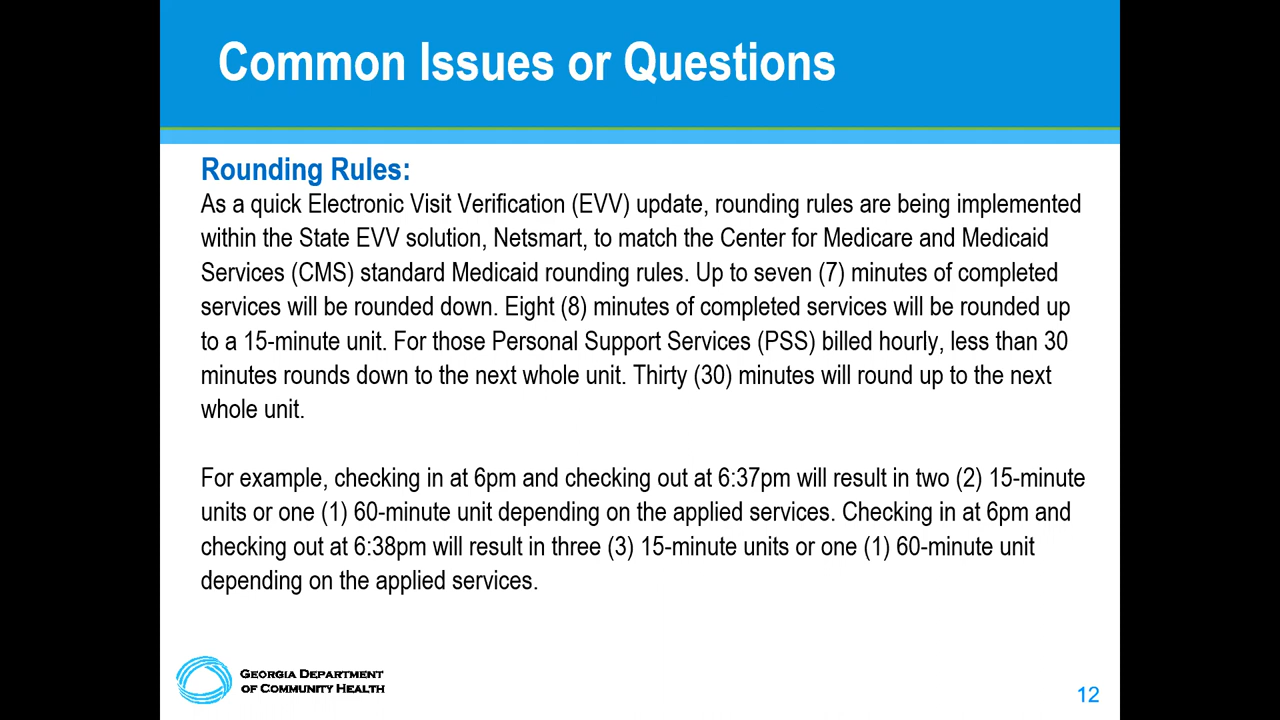 Common Issues or Questions
Rounding Rules:
As a quick Electronic Visit Verification (EVV) update, rounding rules are being implemented
within the State EVV solution, Netsmart, to match the Center for Medicare and Medicaid
Services (CMS) standard Medicaid rounding rules. Up to seven (7) minutes of completed
services will be rounded down. Eight (8) minutes of completed services will be rounded up
to a 15-minute unit. For those Personal Support Services (PSS) billed hourly, less than 30
minutes rounds down to the next whole unit. Thirty (30) minutes will round up to the next
whole unit.
For example, checking in at 6pm and checking out at 6:37pm will result in two (2) 15-minute
units or one (1) 60-minute unit depending on the applied services. Checking in at 6pm and
checking out at 6:38pm will result in three (3) 15-minute units or one (1) 60-minute unit
depending on the applied services.
Georgia Department
of Community Health
12